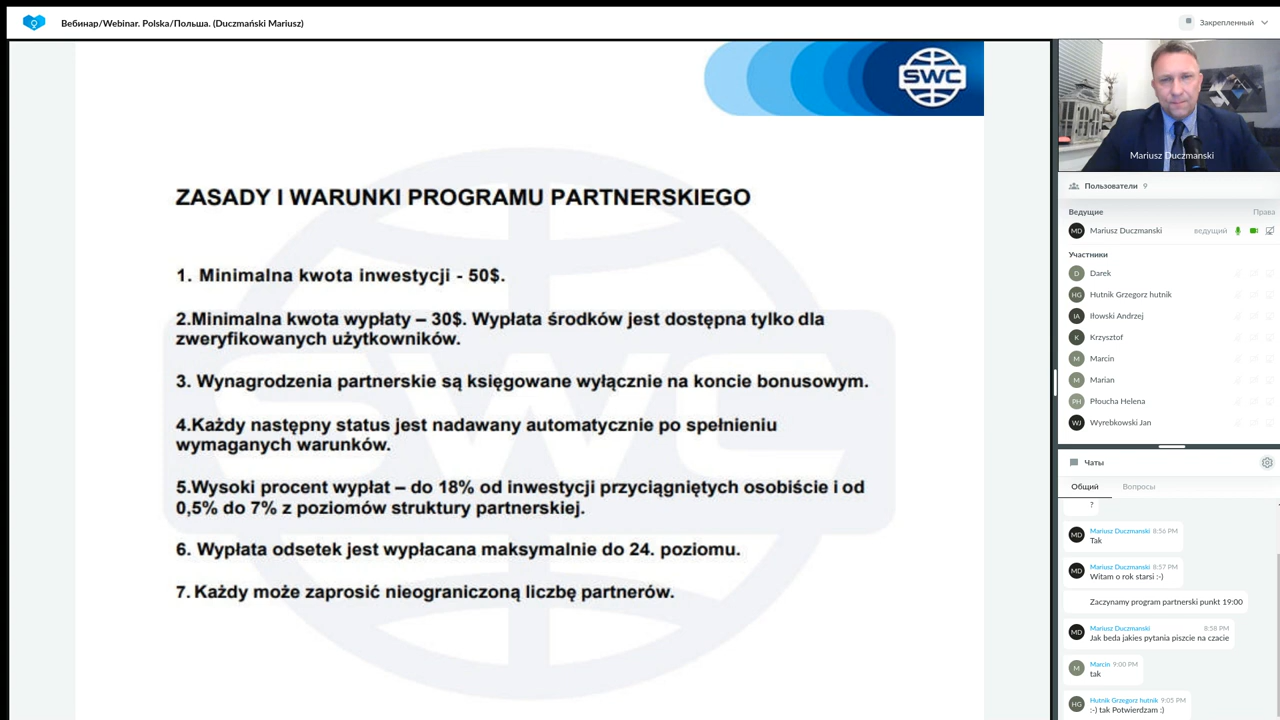 Вебинар/Webinar. Polska/Польша. (Duczmański Mariusz)
Закрепленный
SWC
ZASADY I WARUNKI PROGRAMU PARTNERSKIEGO
1. Minimalna kwota inwestycji - 50$.
2.Minimalna kwota wypłaty – 30$. Wypłata środków jest dostępna tylko dla
zweryfikowanych użytkowników.
3. Wynagrodzenia partnerskie są księgowane wyłącznie na koncie bonusowym.
4.Każdy następny status jest nadawany automatycznie po spełnieniu
wymaganych warunków.
5.Wysoki procent wypłat – do 18% od inwestycji przyciągniętych osobiście i od
0,5% do 7% z poziomów struktury partnerskiej.
6. Wypłata odsetek jest wypłacana maksymalnie do 24. poziomu.
7. Każdy może zaprosić nieograniczoną liczbę partnerów.
SWC
Mariusz Duczmanski
Пользователи 9
Ведущие Права
MD Mariusz Duczmanski ведущий
Участники
D Darek
HG Hutnik Grzegorz hutnik
IA Iłowski Andrzej
K Krzysztof
M Marcin
M Marian
PH Płoucha Helena
WJ Wyrebkowski Jan
Чаты
Общий Вопросы
?
MD Mariusz Duczmanski 8:56 PM
Tak
MD Mariusz Duczmanski 8:57 PM
Witam o rok starsi :-)
Zaczynamy program partnerski punkt 19:00
MD Mariusz Duczmanski 8:58 PM
Jak beda jakies pytania piszcie na czacie
M Marcin 9:00 PM
tak
HG Hutnik Grzegorz hutnik 9:05 PM
:-) tak Potwierdzam :)